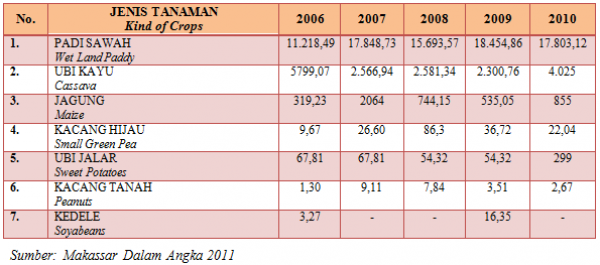 No. JENIS TANAMAN 2006 2007 2008 2009 2010
Kind of Crops
1. PADI SAWAH 11.218,49 17.848,73 15.693,57 18.454,86 17.803,12
Wet Land Paddy
2. UBI KAYU 5799,07 2.566,94 2.581,34 2.300,76 4.025
Cassava
3. JAGUNG 319,23 2064 744,15 535,05 855
Maize
4. KACANG HIJAU 9,67 26,60 86,3 36,72 22,04
Small Green Pea
5. UBI JALAR 67,81 67,81 54,32 54,32 299
Sweet Potatoes
6. KACANG TANAH 1,30 9,11 7,84 3,51 2,67
Peanuts
7. KEDELE 3,27 - - 16,35 -
Soyabeans
Sumber: Makassar Dalam Angka 2011